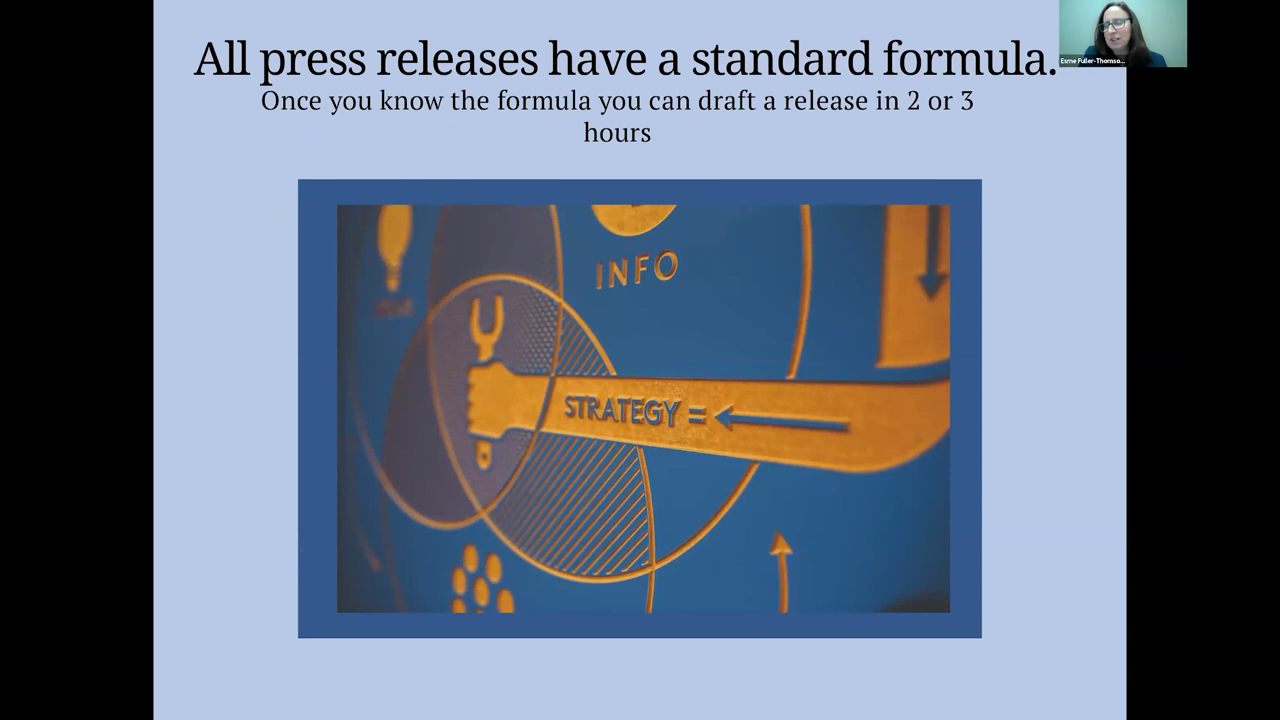 All press releases have a standard formula.
Once you know the formula you can draft a release in 2 or 3
hours
Esme Fuller-Thomso...
INFO
STRATEGY =